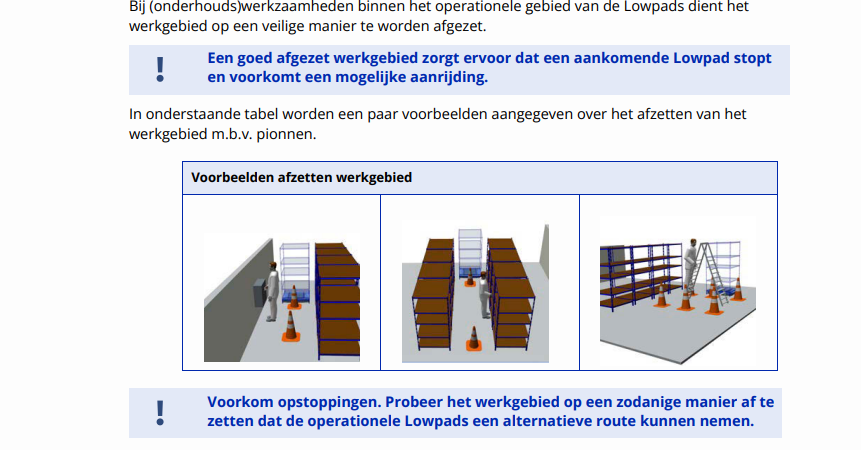 Bij (onderhouds)werkzaamheden binnen het operationele gebied van de Lowpads dient het
werkgebied op een veilige manier te worden afgezet.
! Een goed afgezet werkgebied zorgt ervoor dat een aankomende Lowpad stopt
en voorkomt een mogelijke aanrijding.
In onderstaande tabel worden een paar voorbeelden aangegeven over het afzetten van het
werkgebied m.b.v. pionnen.
Voorbeelden afzetten werkgebied
! Voorkom opstoppingen. Probeer het werkgebied op een zodanige manier af te
zetten dat de operationele Lowpads een alternatieve route kunnen nemen.